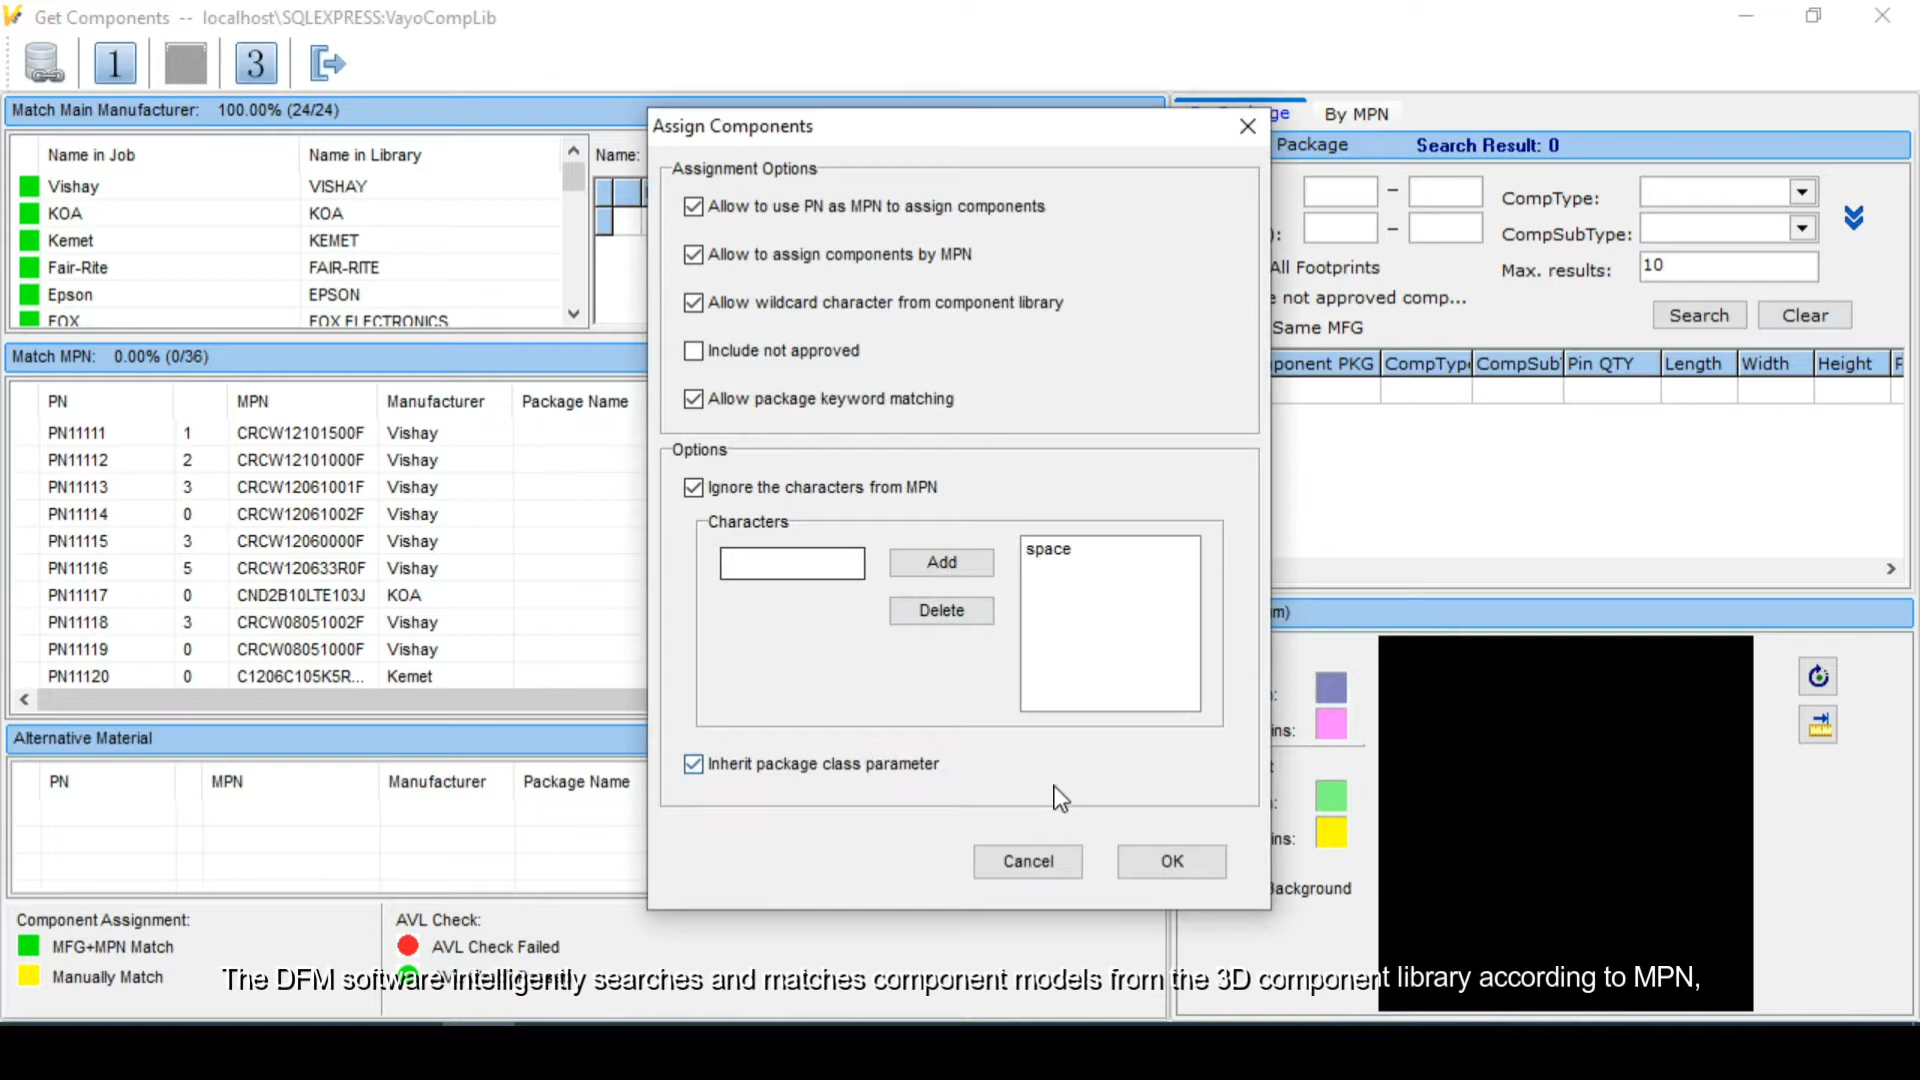 Get Components -- localhost\SQLEXPRESS:VayoCompLib
1
3
Match Main Manufacturer: 100.00% (24/24)
Name in Job Name in Library
Vishay VISHAY
KOA KOA
Kemet KEMET
Fair-Rite FAIR-RITE
Epson EPSON
FOX FOX ELECTRONICS
Name:
Match MPN: 0.00% (0/36)
PN MPN Manufacturer Package Name
PN11111 1 CRCW12101500F Vishay
PN11112 2 CRCW12101000F Vishay
PN11113 3 CRCW12061001F Vishay
PN11114 0 CRCW12061002F Vishay
PN11115 3 CRCW12060000F Vishay
PN11116 5 CRCW120633R0F Vishay
PN11117 0 CND2B10LTE103J KOA
PN11118 3 CRCW08051002F Vishay
PN11119 0 CRCW08051000F Vishay
PN11120 0 C1206C105K5R... Kemet
Alternative Material
PN MPN Manufacturer Package Name
Component Assignment:
MFG+MPN Match
Manually Match
AVL Check:
AVL Check Failed
Assign Components
Assignment Options
Allow to use PN as MPN to assign components
Allow to assign components by MPN
Allow wildcard character from component library
Include not approved
Allow package keyword matching
Options
Ignore the characters from MPN
Characters
Add
Delete
space
Inherit package class parameter
Cancel OK
ge By MPN
Package Search Result: 0
– CompType:
): – CompSubType:
All Footprints Max. results: 10
not approved comp...
Same MFG
Search Clear
ponent PKG CompType CompSub Pin QTY Length Width Height
m)
:
ins:
t
:
ins:
Background
The DFM software intelligently searches and matches component models from the 3D component library according to MPN,